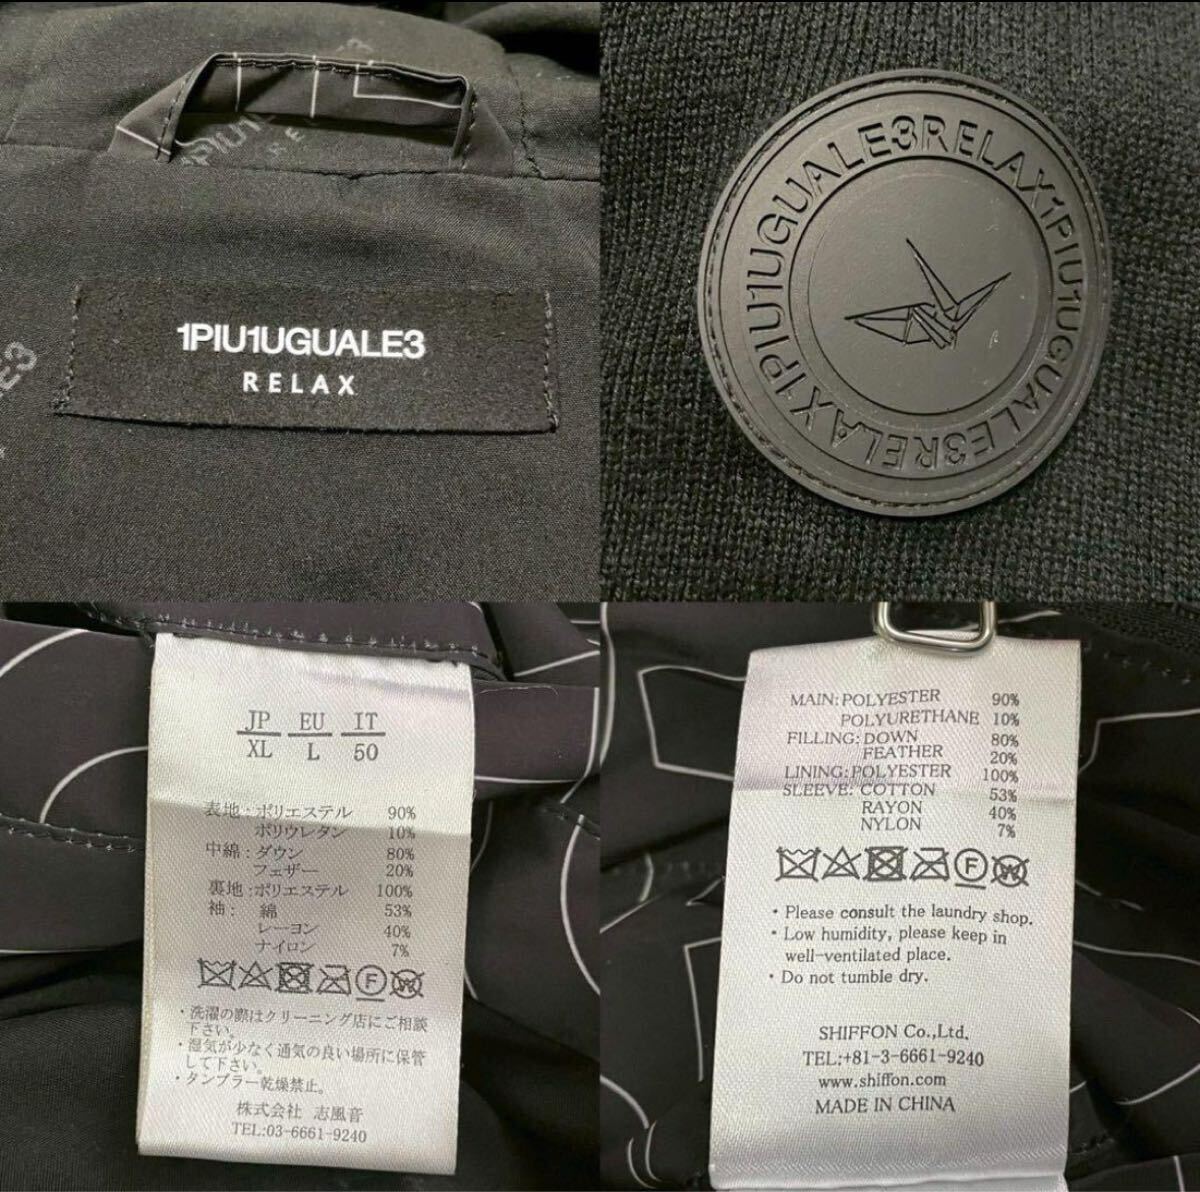 1PIU1UGUALE3
RELAX
1PIU1UGUALE3RELAX1PIU1UGUALE3RELAX
JP EU IT
XL L 50
表地:ポリエステル 90%
ポリウレタン 10%
中綿:ダウン 80%
フェザー 20%
裏地:ポリエステル 100%
袖: 綿 53%
レーヨン 40%
ナイロン 7%
・洗濯の際はクリーニング店にご相談
下さい。
・湿気が少なく通気の良い場所に保管
して下さい。
・タンブラー乾燥禁止。
株式会社 志風音
TEL:03-6661-9240
MAIN:POLYESTER 90%
POLYURETHANE 10%
FILLING:DOWN 80%
FEATHER 20%
LINING:POLYESTER 100%
SLEEVE:COTTON 53%
RAYON 40%
NYLON 7%
・Please consult the laundry shop.
・Low humidity, please keep in
well-ventilated place.
・Do not tumble dry.
SHIFFON Co.,Ltd.
TEL:+81-3-6661-9240
www.shiffon.com
MADE IN CHINA